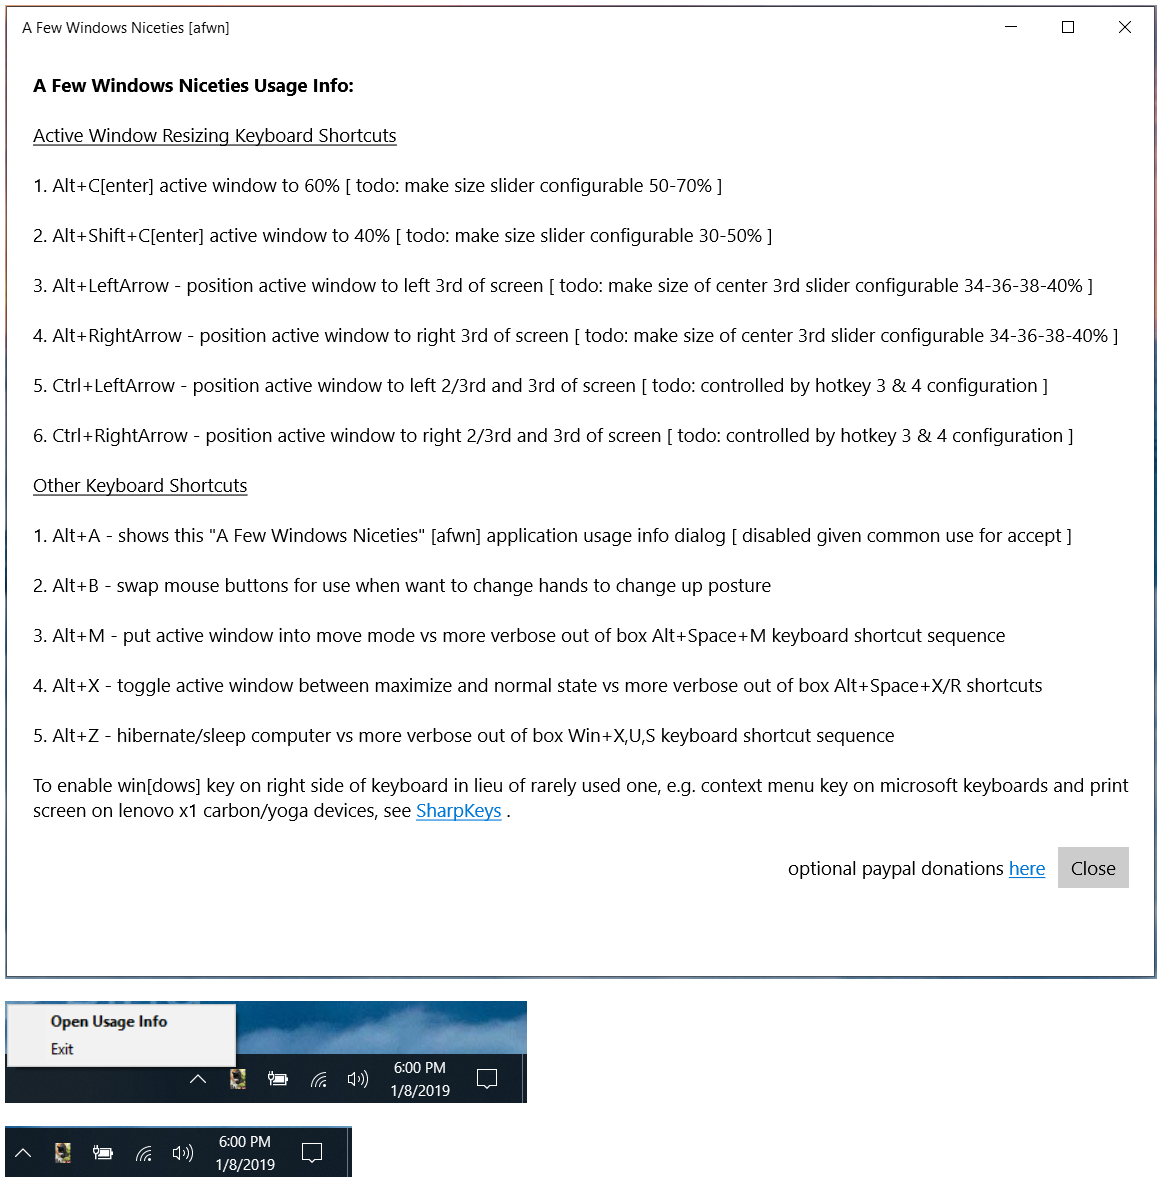 A Few Windows Niceties [afwn]
A Few Windows Niceties Usage Info:
Active Window Resizing Keyboard Shortcuts
1. Alt+C[enter] active window to 60% [ todo: make size slider configurable 50-70% ]
2. Alt+Shift+C[enter] active window to 40% [ todo: make size slider configurable 30-50% ]
3. Alt+LeftArrow - position active window to left 3rd of screen [ todo: make size of center 3rd slider configurable 34-36-38-40% ]
4. Alt+RightArrow - position active window to right 3rd of screen [ todo: make size of center 3rd slider configurable 34-36-38-40% ]
5. Ctrl+LeftArrow - position active window to left 2/3rd and 3rd of screen [ todo: controlled by hotkey 3 & 4 configuration ]
6. Ctrl+RightArrow - position active window to right 2/3rd and 3rd of screen [ todo: controlled by hotkey 3 & 4 configuration ]
Other Keyboard Shortcuts
1. Alt+A - shows this "A Few Windows Niceties" [afwn] application usage info dialog [ disabled given common use for accept ]
2. Alt+B - swap mouse buttons for use when want to change hands to change up posture
3. Alt+M - put active window into move mode vs more verbose out of box Alt+Space+M keyboard shortcut sequence
4. Alt+X - toggle active window between maximize and normal state vs more verbose out of box Alt+Space+X/R shortcuts
5. Alt+Z - hibernate/sleep computer vs more verbose out of box Win+X,U,S keyboard shortcut sequence
To enable win[dows] key on right side of keyboard in lieu of rarely used one, e.g. context menu key on microsoft keyboards and print
screen on lenovo x1 carbon/yoga devices, see SharpKeys .
optional paypal donations here Close
Open Usage Info
Exit
6:00 PM
1/8/2019
6:00 PM
1/8/2019